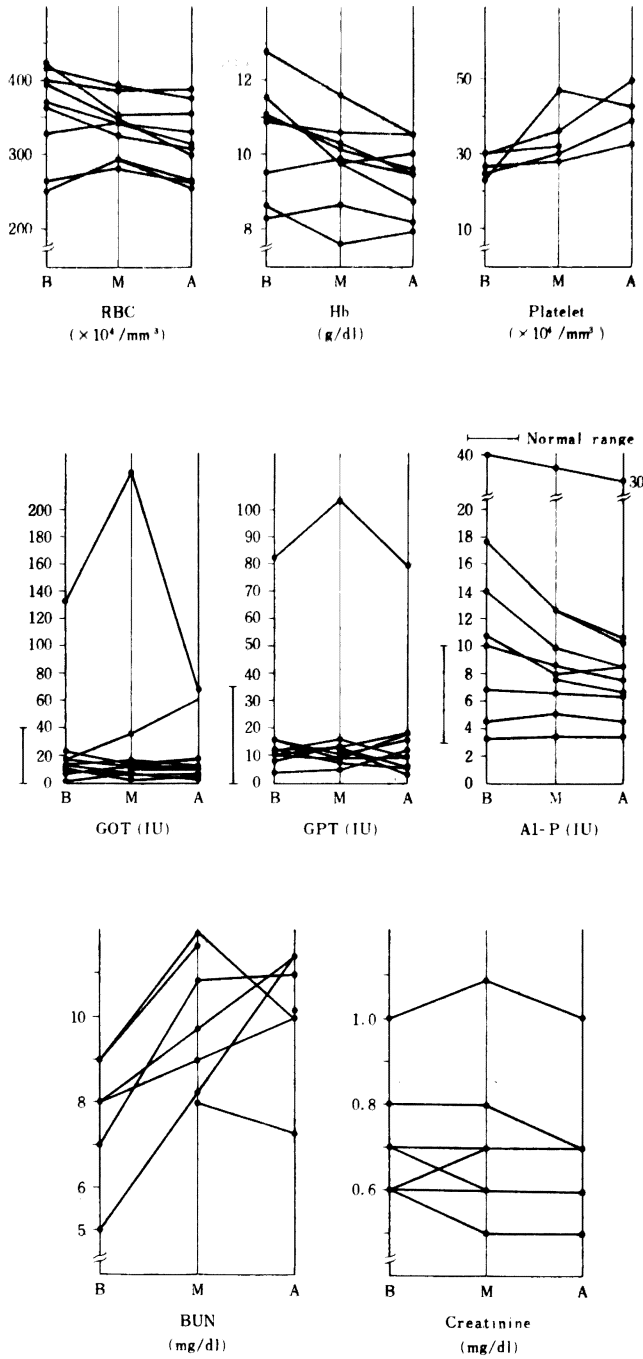 400
300
200
B M A
RBC
(×10⁴/mm³)
12
10
8
B M A
Hb
(g/dl)
50
30
10
B M A
Platelet
(×10⁴/mm³)
200
180
160
140
120
100
80
60
40
20
0
B M A
GOT (IU)
100
90
80
70
60
50
40
30
20
10
0
B M A
GPT (IU)
Normal range
40
30
20
18
16
14
12
10
8
6
4
2
0
B M A
Al-P (IU)
10
8
6
5
B M A
BUN
(mg/dl)
1.0
0.8
0.6
B M A
Creatinine
(mg/dl)